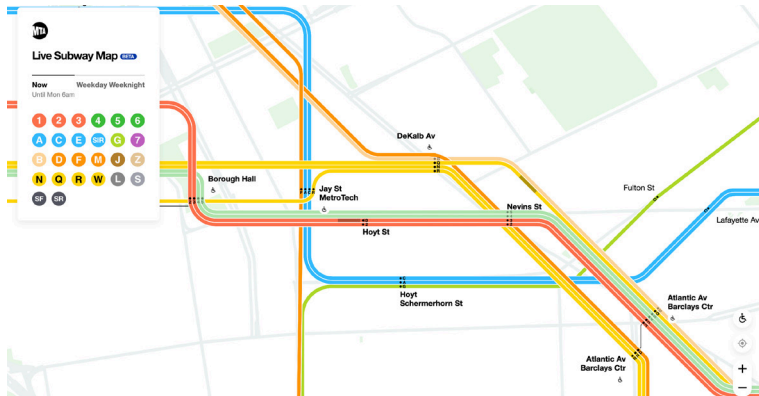 MTA
Live Subway Map BETA
Now
Weekday Weeknight
Until Mon 6am
1 2 3 4 5 6
A C E SIR G 7
B D F M J Z
N Q R W L S
SF SR
DeKalb Av
Borough Hall
Jay St
MetroTech
Nevins St
Hoyt St
Fulton St
Lafayette Av
Hoyt
Schermerhorn St
Atlantic Av
Barclays Ctr
Atlantic Av
Barclays Ctr
+
−